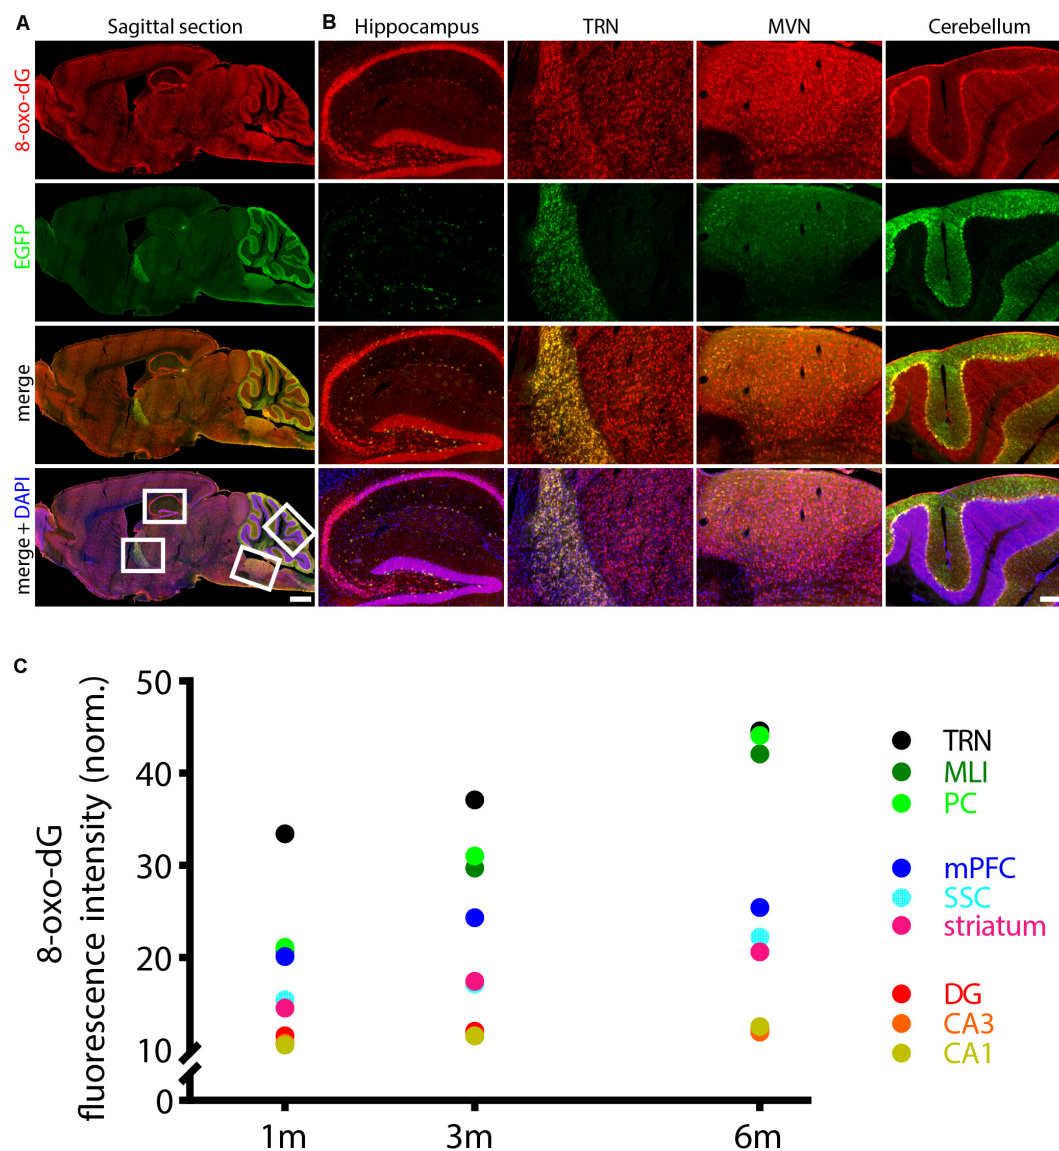 A
Sagittal section
B
Hippocampus
TRN
MVN
Cerebellum
8-oxo-dG
EGFP
merge
merge + DAPI
C
8-oxo-dG
fluorescence intensity (norm.)
50
40
30
20
10
0
1m
3m
6m
TRN
MLI
PC
mPFC
SSC
striatum
DG
CA3
CA1